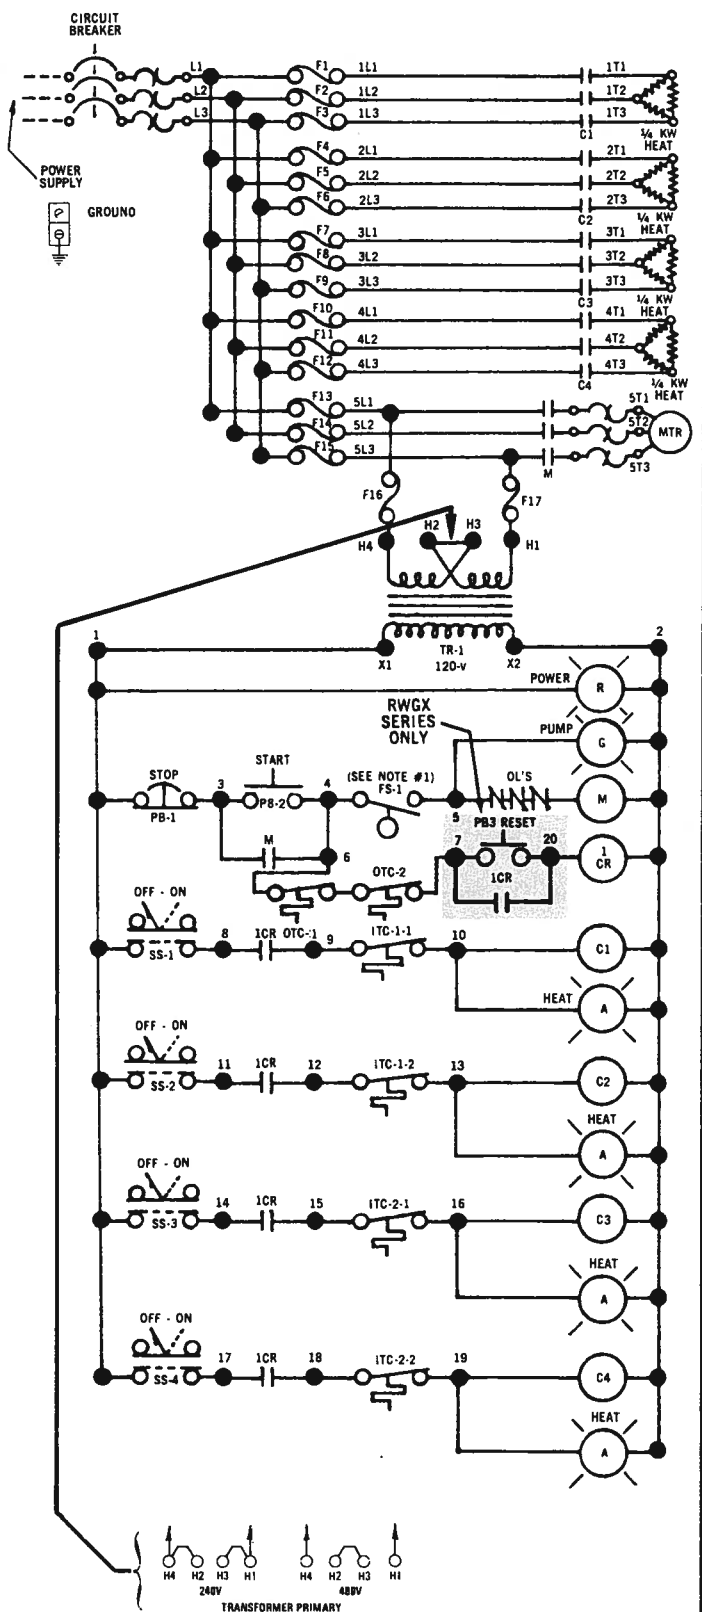 CIRCUIT
BREAKER
L1 F1 1L1 1T1
L2 F2 1L2 1T2
L3 F3 1L3 C1 1T3
¼ KW
HEAT
POWER
SUPPLY
GROUND
F4 2L1 2T1
F5 2L2 2T2
F6 2L3 C2 2T3
¼ KW
HEAT
F7 3L1 3T1
F8 3L2 3T2
F9 3L3 C3 3T3
¼ KW
HEAT
F10 4L1 4T1
F11 4L2 4T2
F12 4L3 C4 4T3
¼ KW
HEAT
F13 5L1 5T1
F14 5L2 5T2 MTR
F15 5L3 M 5T3
F16 F17
H4 H2 H3 H1
1 X1 TR-1 X2 2
120-V
POWER R
RWGX
SERIES
ONLY
PUMP G
STOP START (SEE NOTE #1) OL'S
3 4 FS-1 M
PB-1 P8-2 5
PB3 RESET
M 6 OTC-2 7 20 1
CR
1CR
OFF - ON
SS-1 8 1CR OTC-1 9 ITC-1-1 10 C1
HEAT A
OFF - ON
SS-2 11 1CR 12 ITC-1-2 13 C2
HEAT
A
OFF - ON
SS-3 14 1CR 15 ITC-2-1 16 C3
HEAT
A
OFF - ON
SS-4 17 1CR 18 ITC-2-2 19 C4
HEAT
A
H4 H2 H3 H1 H4 H2 H3 H1
240V 480V
TRANSFORMER PRIMARY